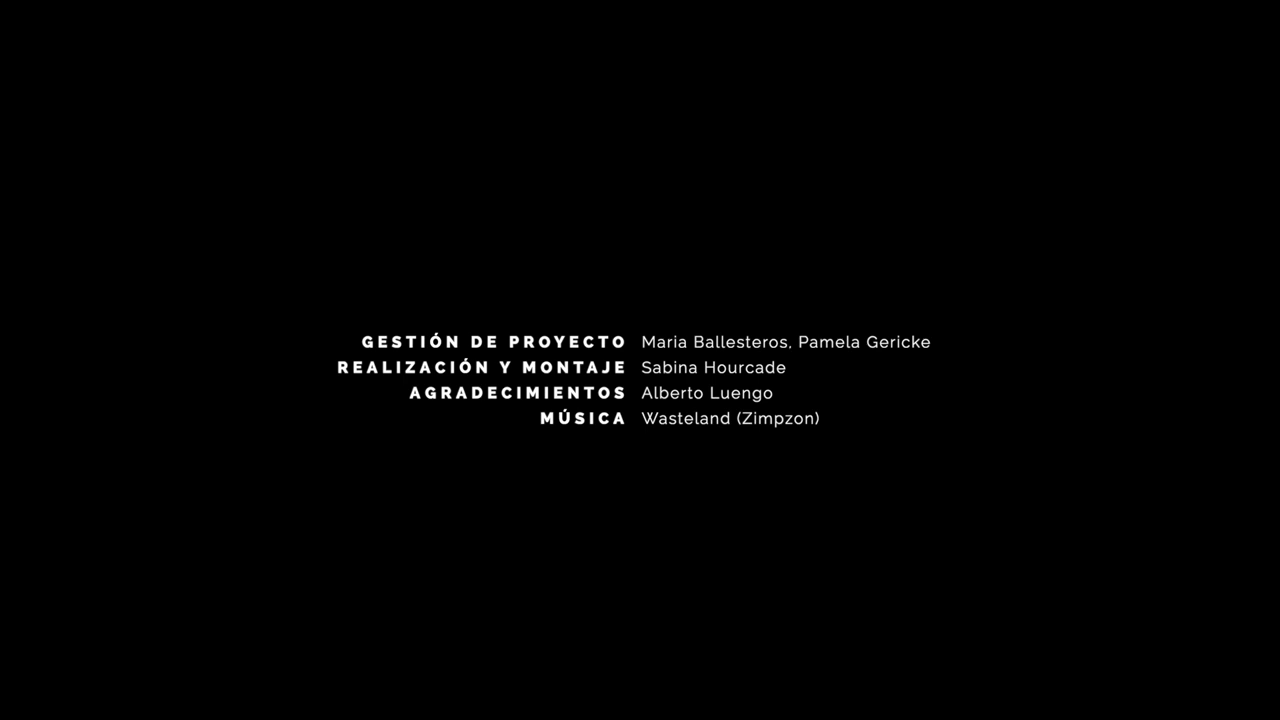 GESTIÓN DE PROYECTO Maria Ballesteros, Pamela Gericke
REALIZACIÓN Y MONTAJE Sabina Hourcade
AGRADECIMIENTOS Alberto Luengo
MÚSICA Wasteland (Zimpzon)